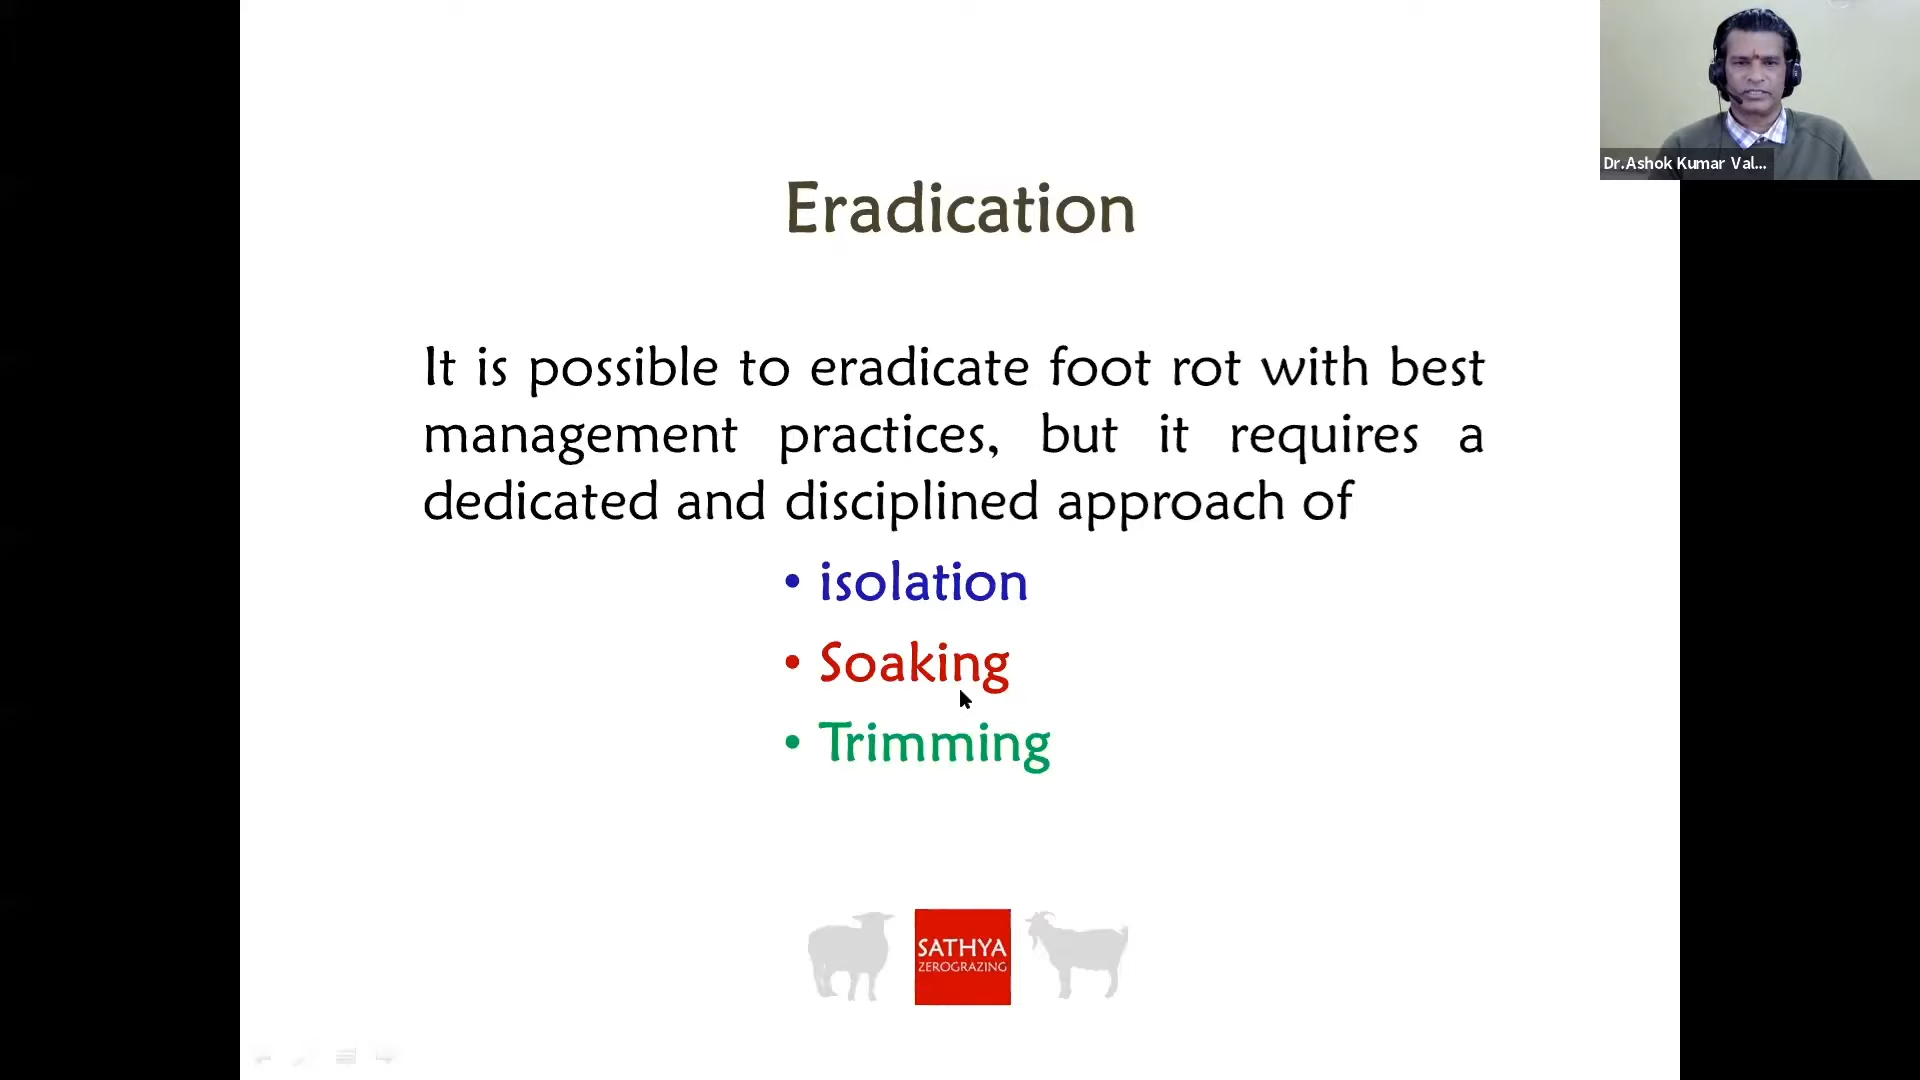 Dr.Ashok Kumar Val...
Eradication
It is possible to eradicate foot rot with best
management practices, but it requires a
dedicated and disciplined approach of
• isolation
• Soaking
• Trimming
SATHYA
ZEROGRAZING